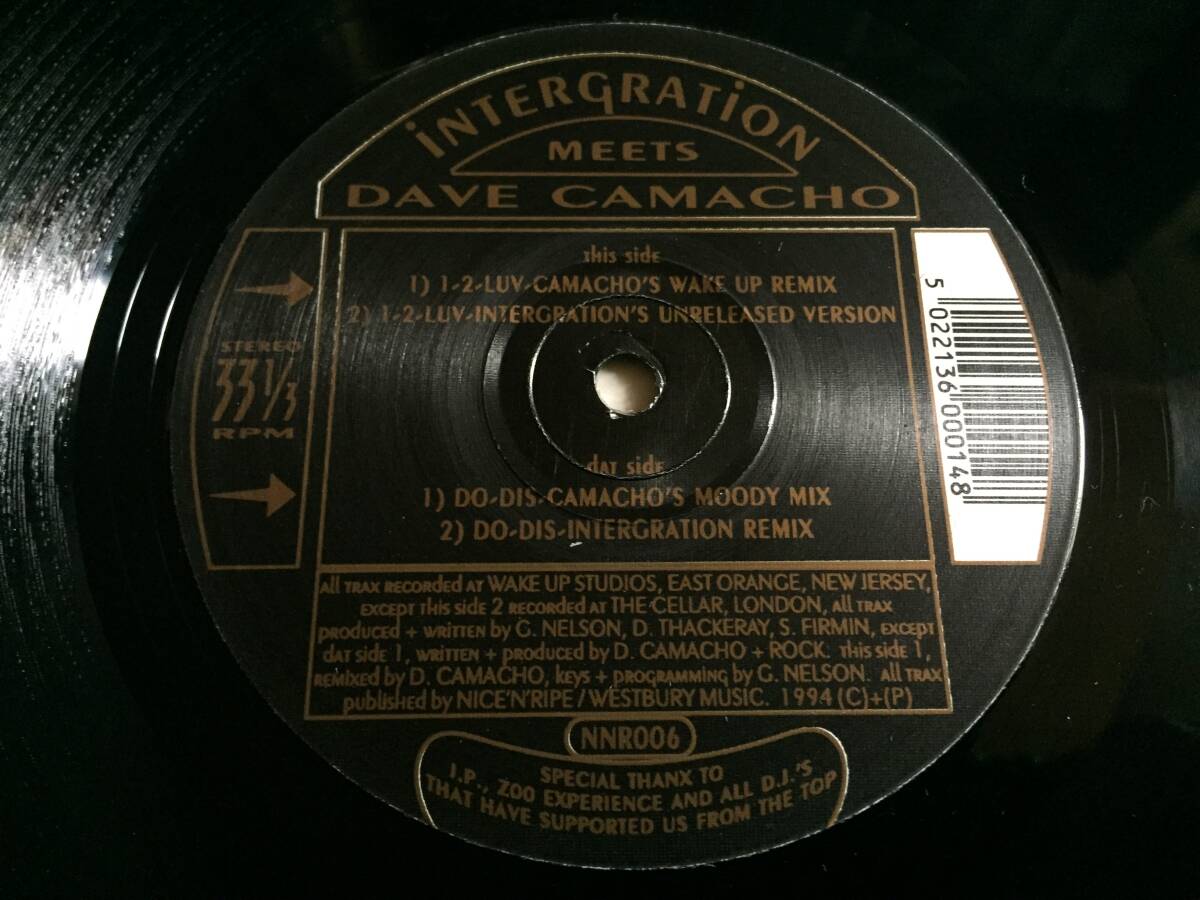 iNTERGRATiON
MEETS
DAVE CAMACHO
This side
1) 1-2-LUV-CAMACHO'S WAKE UP REMIX
2) 1-2-LUV-INTERGRATION'S UNRELEASED VERSION
STEREO
33 1/3
RPM
5 022136 000148
dAT side
1) DO-DIS-CAMACHO'S MOODY MIX
2) DO-DIS-INTERGRATION REMIX
All TRAX RECORDED AT WAKE UP STUDIOS, EAST ORANGE, NEW JERSEY,
EXCEPT This side 2 RECORDED AT THE CELLAR, LONDON, All TRAX
pRODUCED + WRITTEN by G. NELSON, D. THACKERAY, S. FIRMIN, EXCEPT
dAT side 1, WRITTEN + pRODUCED by D. CAMACHO + ROCK. This side 1,
REMIXED by D. CAMACHO, kEys + pROGRAMMING by G. NELSON. All TRAX
publishEd by NICE'N'RIPE / WESTBURY MUSIC. 1994 (C)+(P)
NNR006
SPECIAL THANX TO
J.P., ZOO EXPERIENCE AND ALL D.J.'S
THAT HAVE SUPPORTED US FROM THE TOP